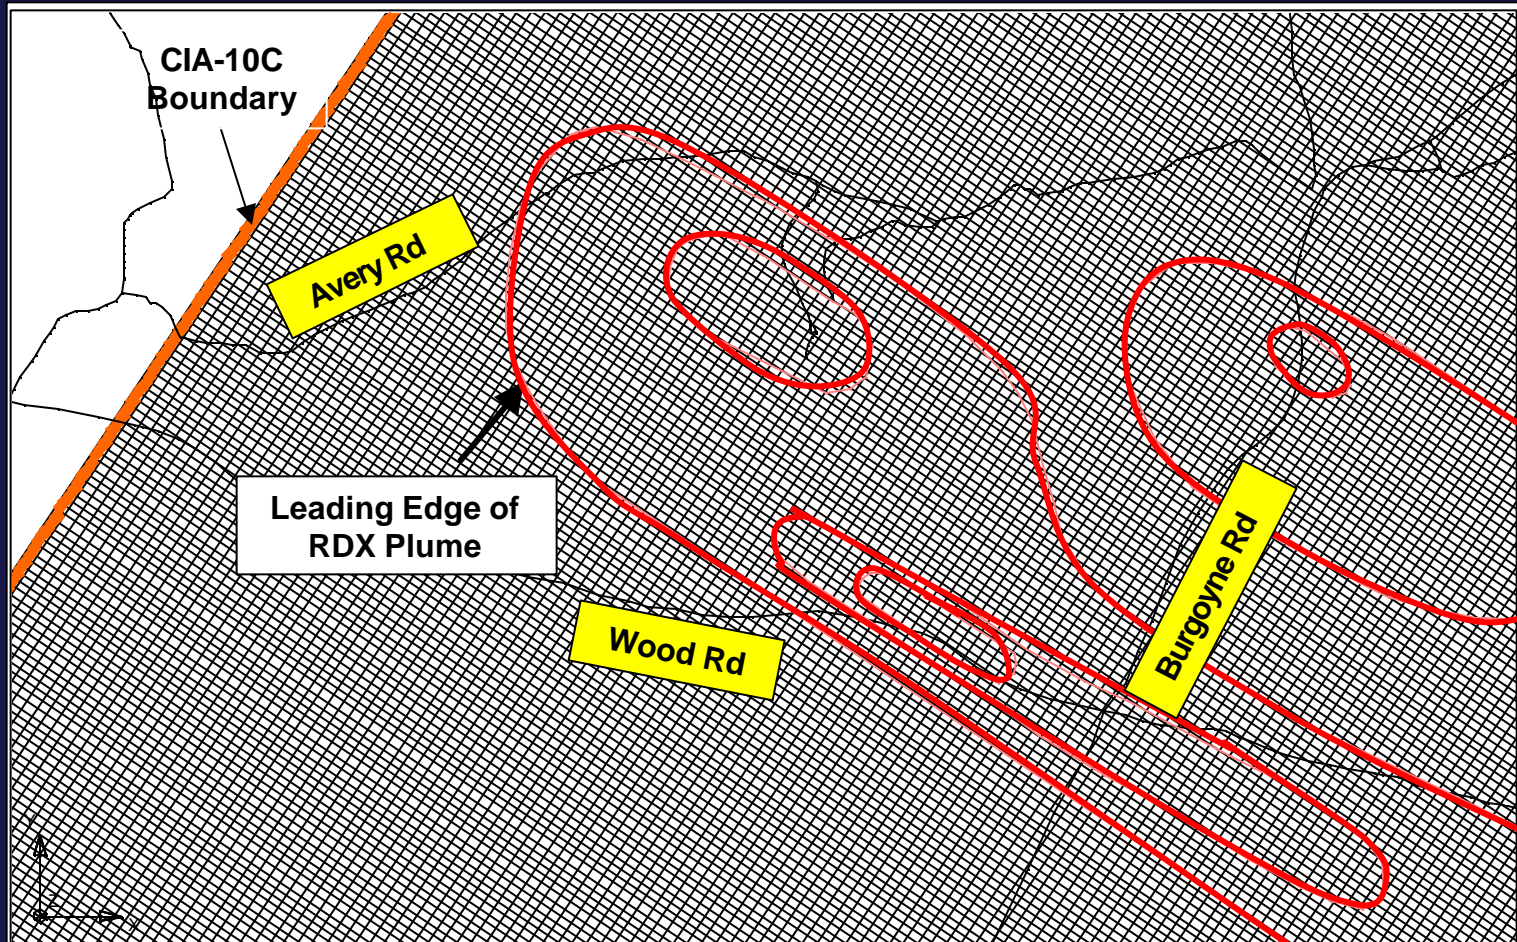 CIA-10C
Boundary
Avery Rd
Leading Edge of
RDX Plume
Wood Rd
Burgoyne Rd